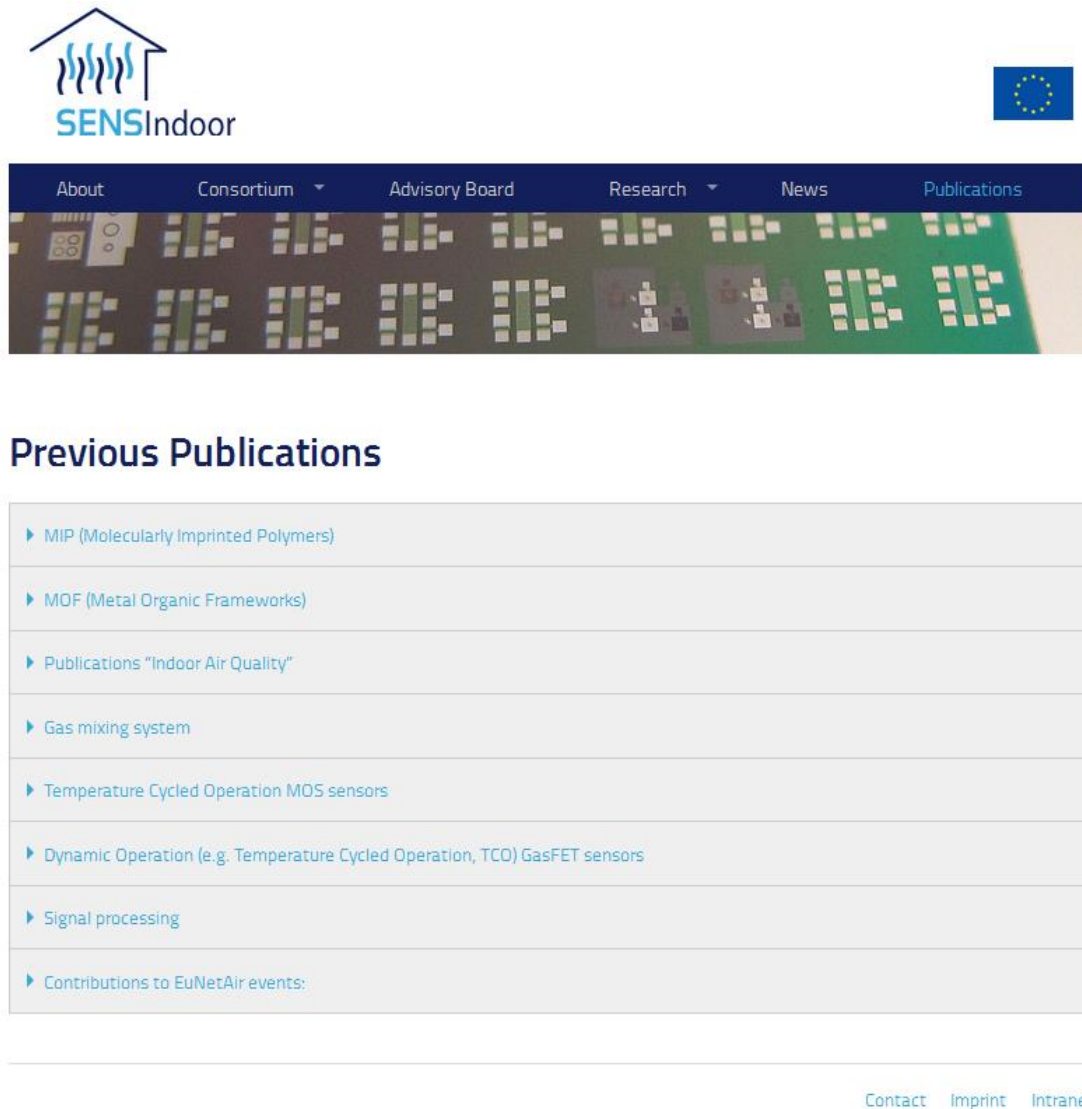 SENSIndoor
About Consortium Advisory Board Research News Publications
Previous Publications
MIP (Molecularly Imprinted Polymers)
MOF (Metal Organic Frameworks)
Publications "Indoor Air Quality"
Gas mixing system
Temperature Cycled Operation MOS sensors
Dynamic Operation (e.g. Temperature Cycled Operation, TCO) GasFET sensors
Signal processing
Contributions to EuNetAir events:
Contact Imprint